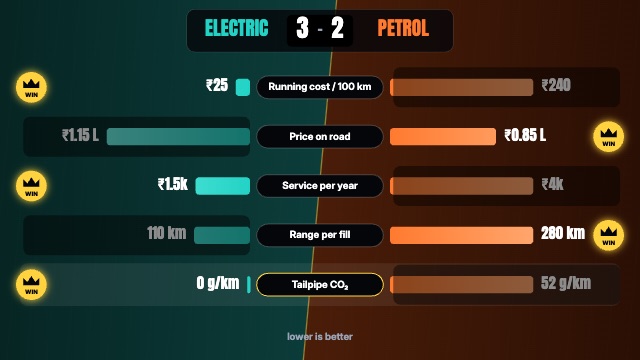 ELECTRIC 3 - 2 PETROL
WIN ₹25 Running cost / 100 km ₹240
₹1.15 L Price on road ₹0.85 L WIN
WIN ₹1.5k Service per year ₹4k
110 km Range per fill 280 km WIN
WIN 0 g/km Tailpipe CO₂ 52 g/km
lower is better